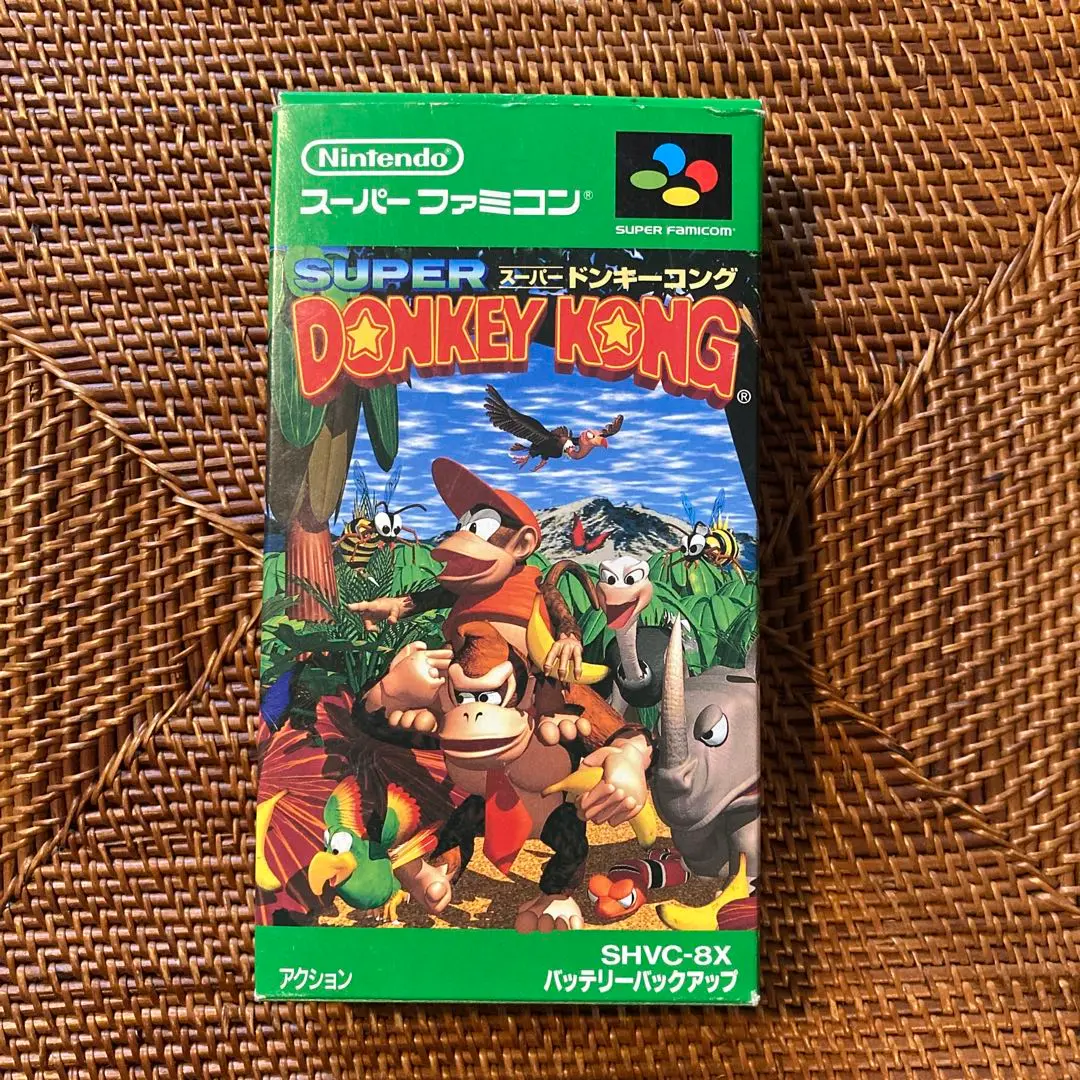 Nintendo®
スーパーファミコン®
SUPER FAMICOM®
SUPER スーパードンキーコング
DONKEY KONG®
SHVC-8X
アクション バッテリーバックアップ